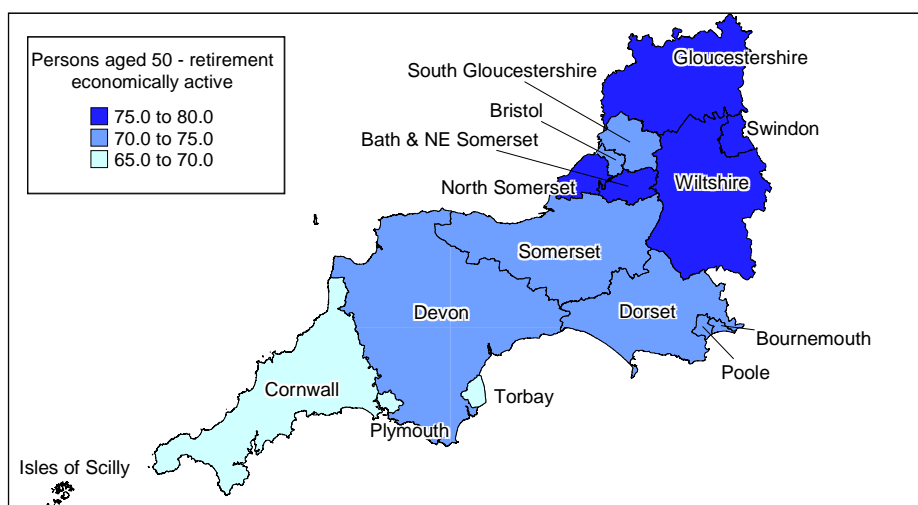 Persons aged 50 - retirement
economically active
75.0 to 80.0
70.0 to 75.0
65.0 to 70.0
Gloucestershire
South Gloucestershire
Bristol
Swindon
Bath & NE Somerset
North Somerset
Wiltshire
Somerset
Devon
Dorset
Bournemouth
Poole
Cornwall
Torbay
Plymouth
Isles of Scilly